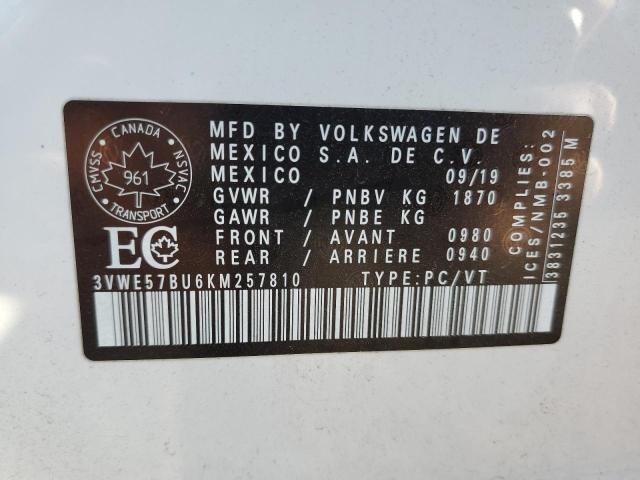 CANADA
CMVSS
NSVAC
961
TRANSPORT
EC
MFD BY VOLKSWAGEN DE
MEXICO S.A. DE C.V.
MEXICO 09/19
GVWR / PNBV KG 1870
GAWR / PNBE KG
FRONT / AVANT 0980
REAR / ARRIERE 0940
3VWE57BU6KM257810 TYPE:PC/VT
COMPLIES:
ICES/NMB-002
3831235 3385 M